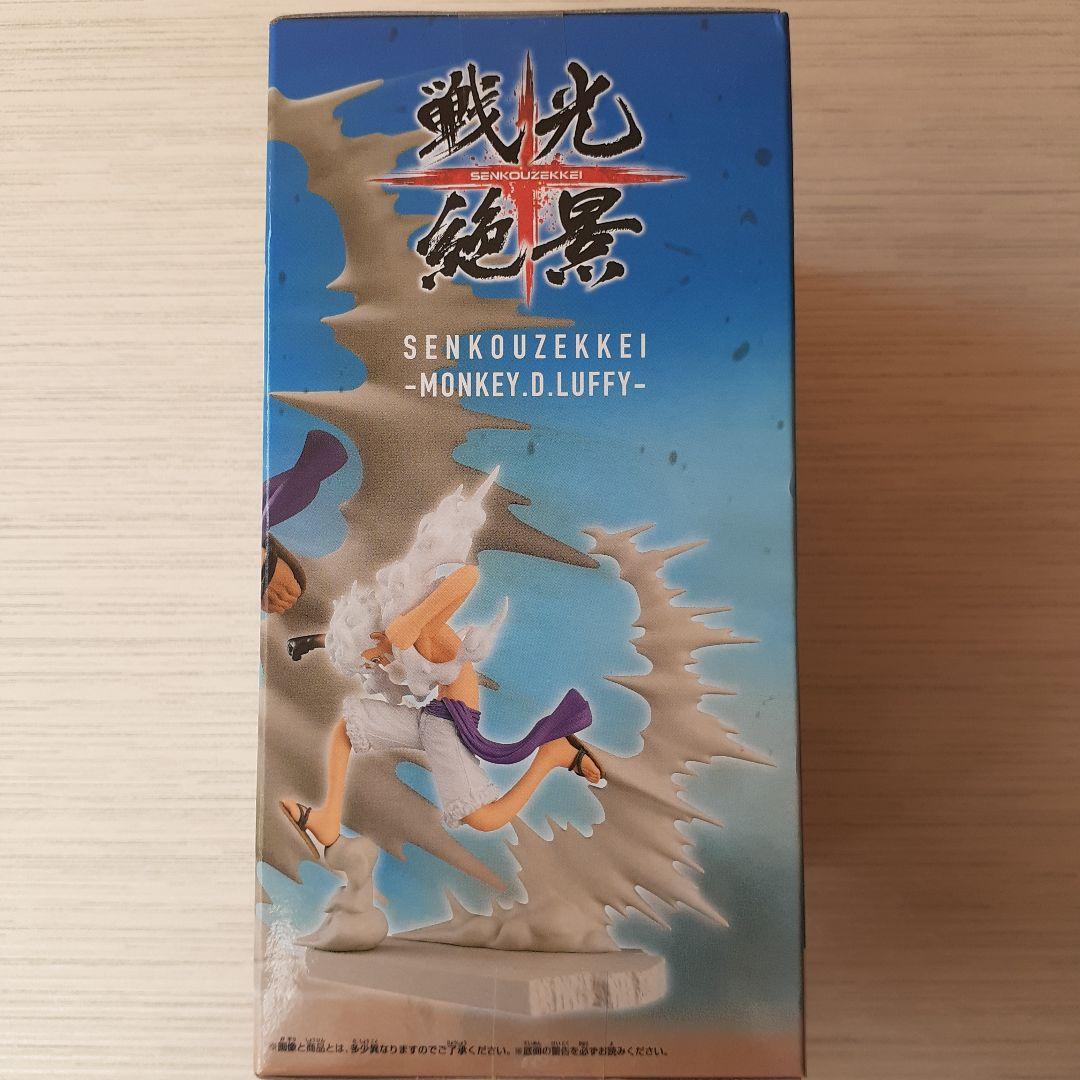 戦光
SENKOUZEKKEI
絶景
SENKOUZEKKEI
-MONKEY.D.LUFFY-
※画像と商品とは、多少異なりますのでご了承ください。※底面の警告を必ずお読みください。